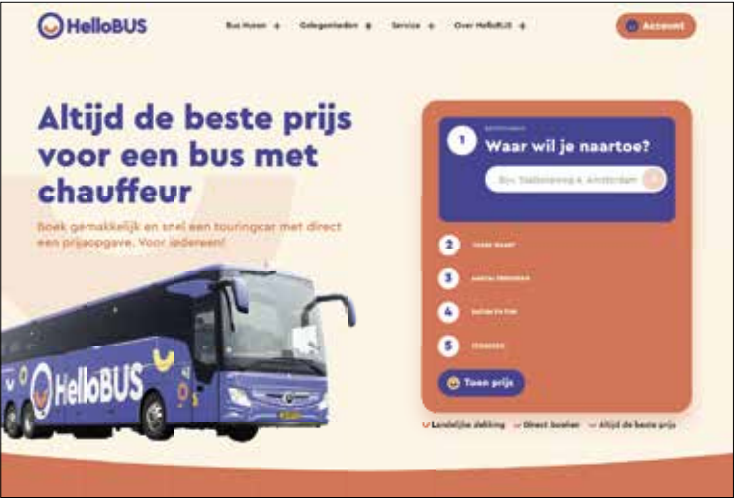 HelloBUS
Bus Huren
Gelegenheden
Service
Over HelloBUS
Account
Altijd de beste prijs
voor een bus met
chauffeur
Boek gemakkelijk en snel een touringcar met direct
een prijsopgave. Voor iedereen!
1
Waar wil je naartoe?
Amsterdam
2
3
4
5
Toon prijs
HelloBUS
Landelijke dekking
Direct boeken
Altijd de beste prijs